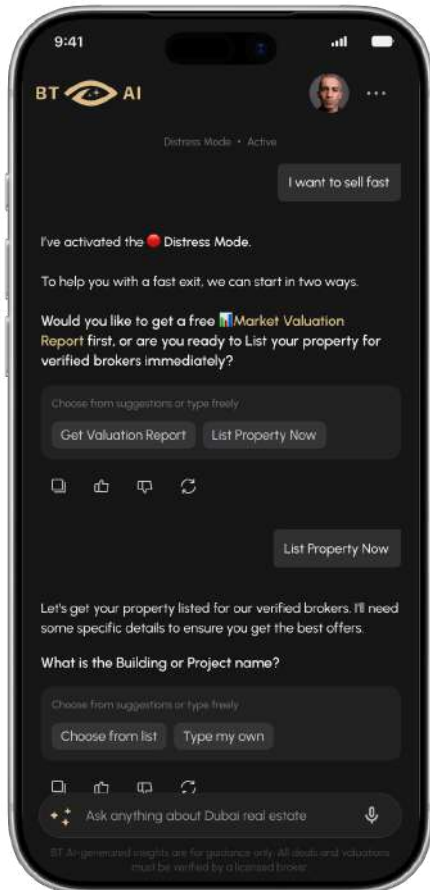 9:41
BT AI
Distress Mode • Active
I want to sell fast
I've activated the 🔴 Distress Mode.
To help you with a fast exit, we can start in two ways.
Would you like to get a free 📊Market Valuation
Report first, or are you ready to List your property for
verified brokers immediately?
Choose from suggestions or type freely
Get Valuation Report
List Property Now
List Property Now
Let's get your property listed for our verified brokers. I'll need
some specific details to ensure you get the best offers.
What is the Building or Project name?
Choose from suggestions or type freely
Choose from list
Type my own
Ask anything about Dubai real estate
BT AI-generated insights are for guidance only. All deals and valuations
must be verified by a licensed broker